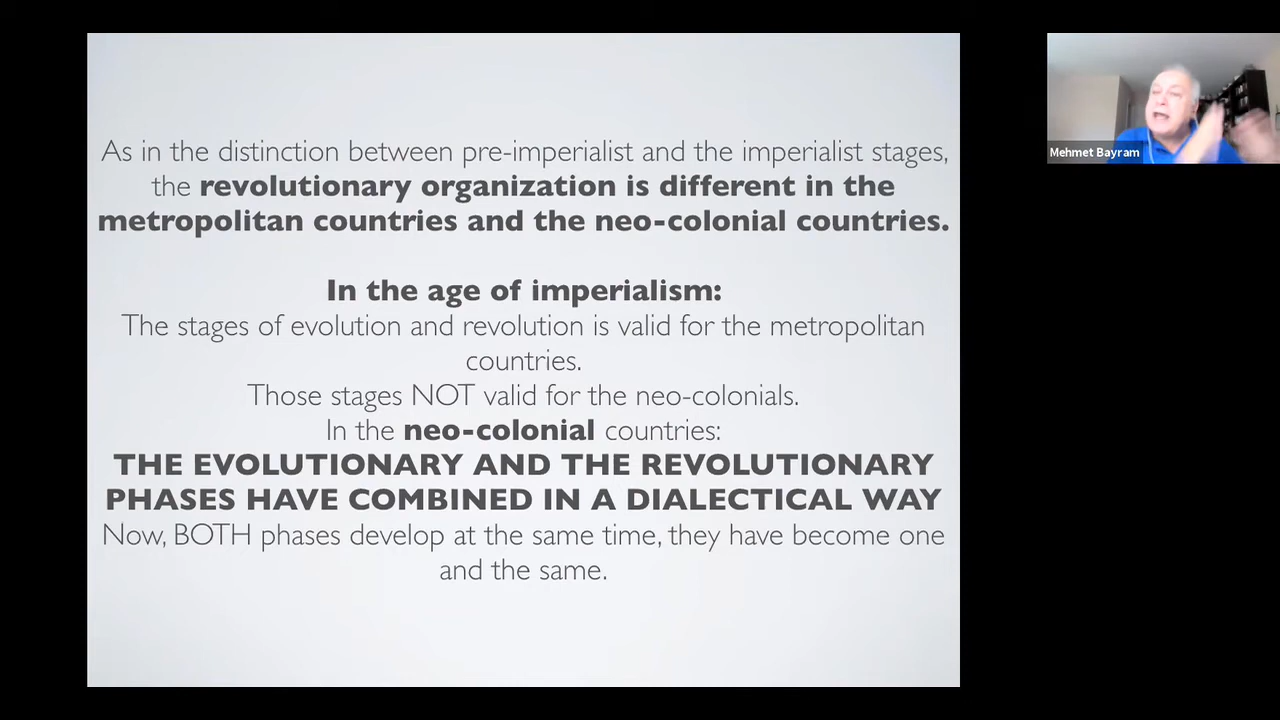 As in the distinction between pre-imperialist and the imperialist stages,
the revolutionary organization is different in the
metropolitan countries and the neo-colonial countries.
In the age of imperialism:
The stages of evolution and revolution is valid for the metropolitan
countries.
Those stages NOT valid for the neo-colonials.
In the neo-colonial countries:
THE EVOLUTIONARY AND THE REVOLUTIONARY
PHASES HAVE COMBINED IN A DIALECTICAL WAY
Now, BOTH phases develop at the same time, they have become one
and the same.
Mehmet Bayram